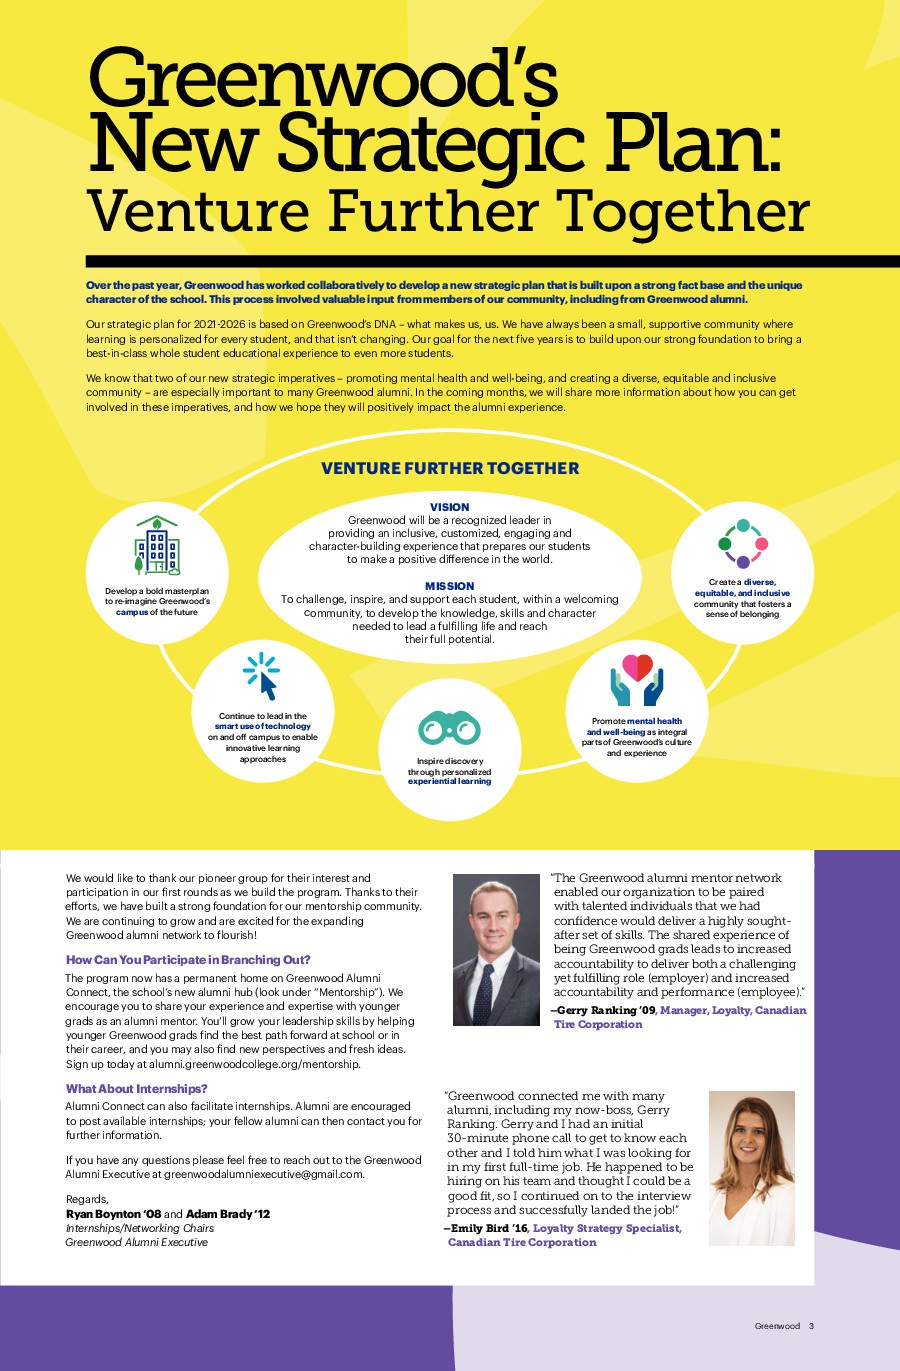 Greenwood's
New Strategic Plan:
Venture Further Together
Over the past year, Greenwood has worked collaboratively to develop a new strategic plan that is built upon a strong fact base and the unique
character of the school. This process involved valuable input from members of our community, including from Greenwood alumni.
Our strategic plan for 2021-2026 is based on Greenwood's DNA – what makes us, us. We have always been a small, supportive community where
learning is personalized for every student, and that isn't changing. Our goal for the next five years is to build upon our strong foundation to bring a
best-in-class whole student educational experience to even more students.
We know that two of our new strategic imperatives – promoting mental health and well-being, and creating a diverse, equitable and inclusive
community – are especially important to many Greenwood alumni. In the coming months, we will share more information about how you can get
involved in these imperatives, and how we hope they will positively impact the alumni experience.
VENTURE FURTHER TOGETHER
VISION
Greenwood will be a recognized leader in
providing an inclusive, customized, engaging and
character-building experience that prepares our students
to make a positive difference in the world.
MISSION
To challenge, inspire, and support each student, within a welcoming
community, to develop the knowledge, skills and character
needed to lead a fulfilling life and reach
their full potential.
Develop a bold masterplan
to re-imagine Greenwood's
campus of the future
Continue to lead in the
smart use of technology
on and off campus to enable
innovative learning
approaches
Inspire discovery
through personalized
experiential learning
Promote mental health
and well-being as integral
parts of Greenwood's culture
and experience
Create a diverse,
equitable, and inclusive
community that fosters a
sense of belonging
We would like to thank our pioneer group for their interest and
participation in our first rounds as we build the program. Thanks to their
efforts, we have built a strong foundation for our mentorship community.
We are continuing to grow and are excited for the expanding
Greenwood alumni network to flourish!
How Can You Participate in Branching Out?
The program now has a permanent home on Greenwood Alumni
Connect, the school's new alumni hub (look under "Mentorship"). We
encourage you to share your experience and expertise with younger
grads as an alumni mentor. You'll grow your leadership skills by helping
younger Greenwood grads find the best path forward at school or in
their career, and you may also find new perspectives and fresh ideas.
Sign up today at alumni.greenwoodcollege.org/mentorship.
What About Internships?
Alumni Connect can also facilitate internships. Alumni are encouraged
to post available internships; your fellow alumni can then contact you for
further information.
If you have any questions please feel free to reach out to the Greenwood
Alumni Executive at greenwoodalumniexecutive@gmail.com.
Regards,
Ryan Boynton '08 and Adam Brady '12
Internships/Networking Chairs
Greenwood Alumni Executive
"The Greenwood alumni mentor network
enabled our organization to be paired
with talented individuals that we had
confidence would deliver a highly sought-
after set of skills. The shared experience of
being Greenwood grads leads to increased
accountability to deliver both a challenging
yet fulfilling role (employer) and increased
accountability and performance (employee)."
–Gerry Ranking '09, Manager, Loyalty, Canadian
Tire Corporation
"Greenwood connected me with many
alumni, including my now-boss, Gerry
Ranking. Gerry and I had an initial
30-minute phone call to get to know each
other and I told him what I was looking for
in my first full-time job. He happened to be
hiring on his team and thought I could be a
good fit, so I continued on to the interview
process and successfully landed the job!"
–Emily Bird '16, Loyalty Strategy Specialist,
Canadian Tire Corporation
Greenwood 3